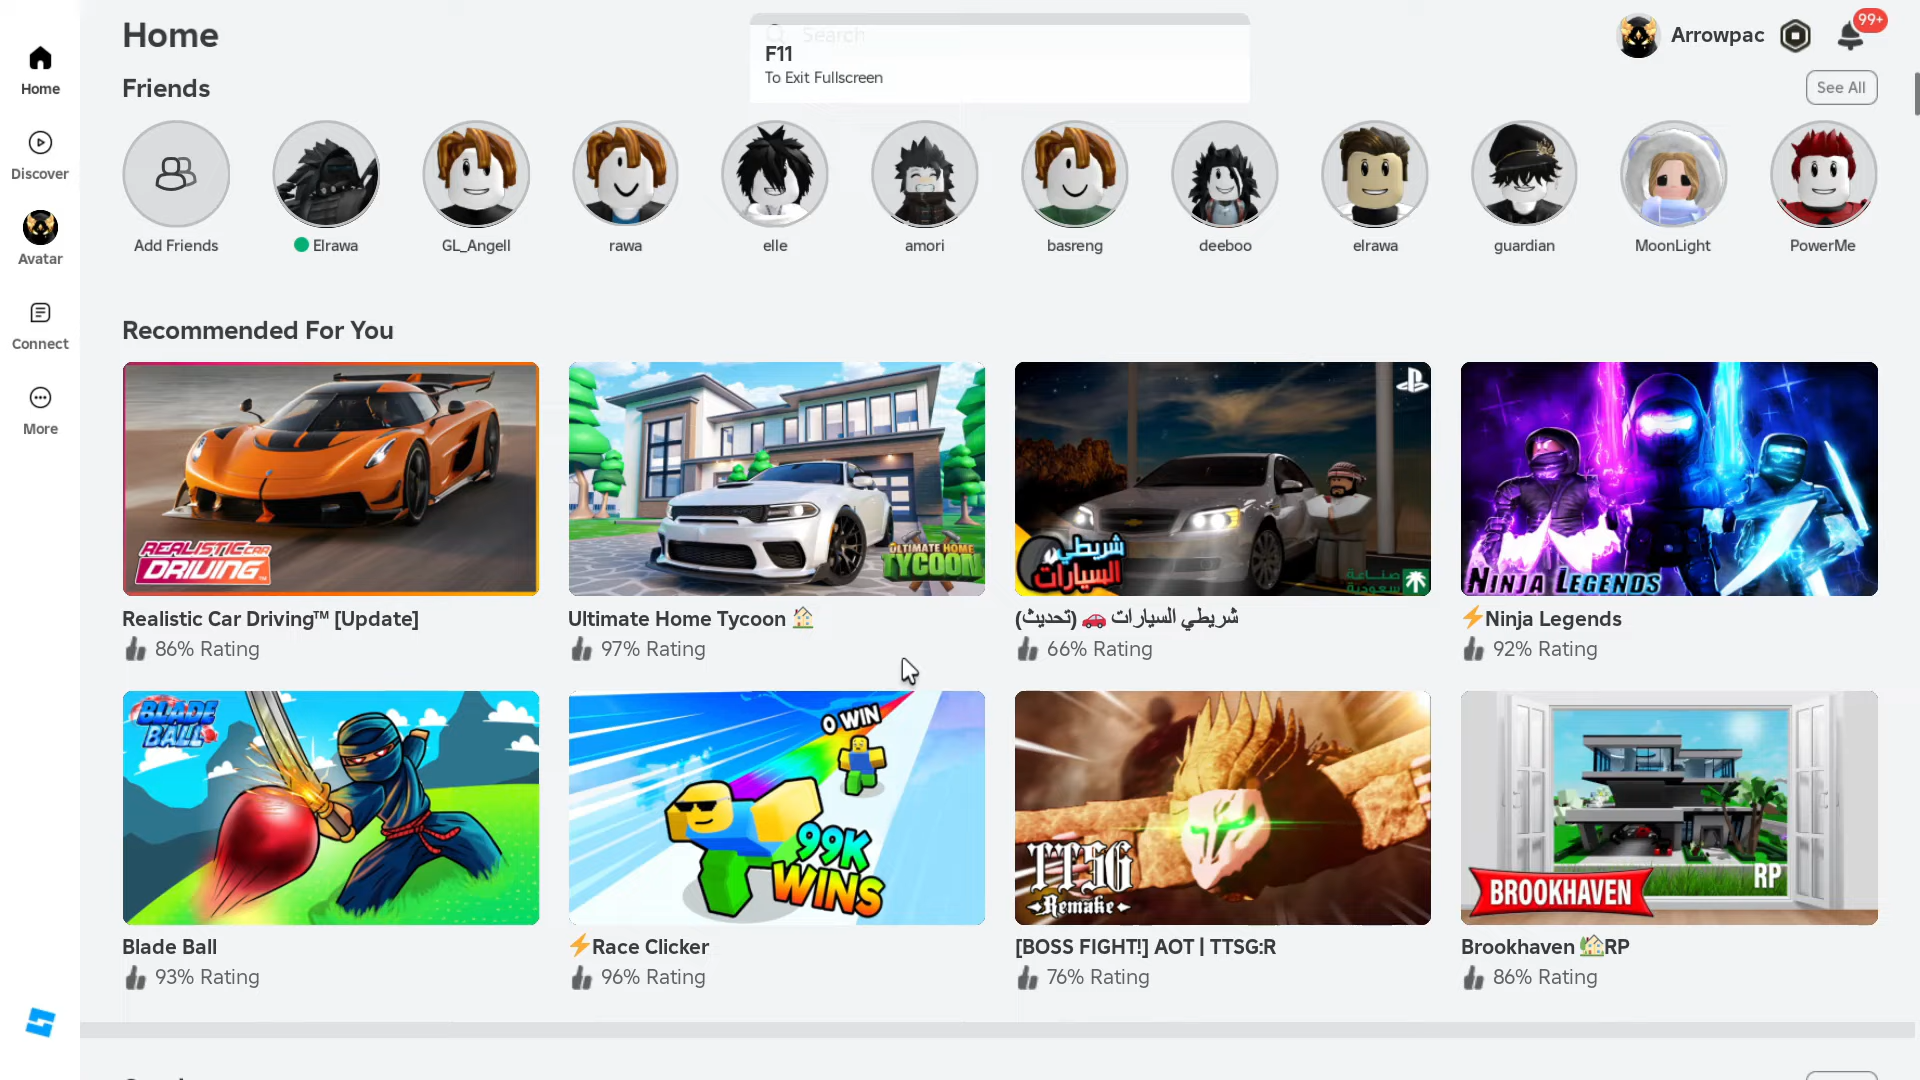 Home
Search
F11
To Exit Fullscreen
Arrowpac
99+
Home
Discover
Avatar
Connect
More
Friends
See All
Add Friends
Elrawa
GL_Angell
rawa
elle
amori
basreng
deeboo
elrawa
guardian
MoonLight
PowerMe
Recommended For You
REALISTIC CAR
DRIVING™
ULTIMATE HOME
TYCOON
شريطي
السيارات
صناعة
سعودية
NINJA LEGENDS
Realistic Car Driving™ [Update]
86% Rating
Ultimate Home Tycoon 🏠
97% Rating
شريطي السيارات 🚗 (تحديث)
66% Rating
⚡Ninja Legends
92% Rating
BLADE
BALL
0 WIN
99K
WINS
TTSG
Remake
BROOKHAVEN
RP
Blade Ball
93% Rating
⚡Race Clicker
96% Rating
[BOSS FIGHT!] AOT | TTSG:R
76% Rating
Brookhaven 🏡RP
86% Rating